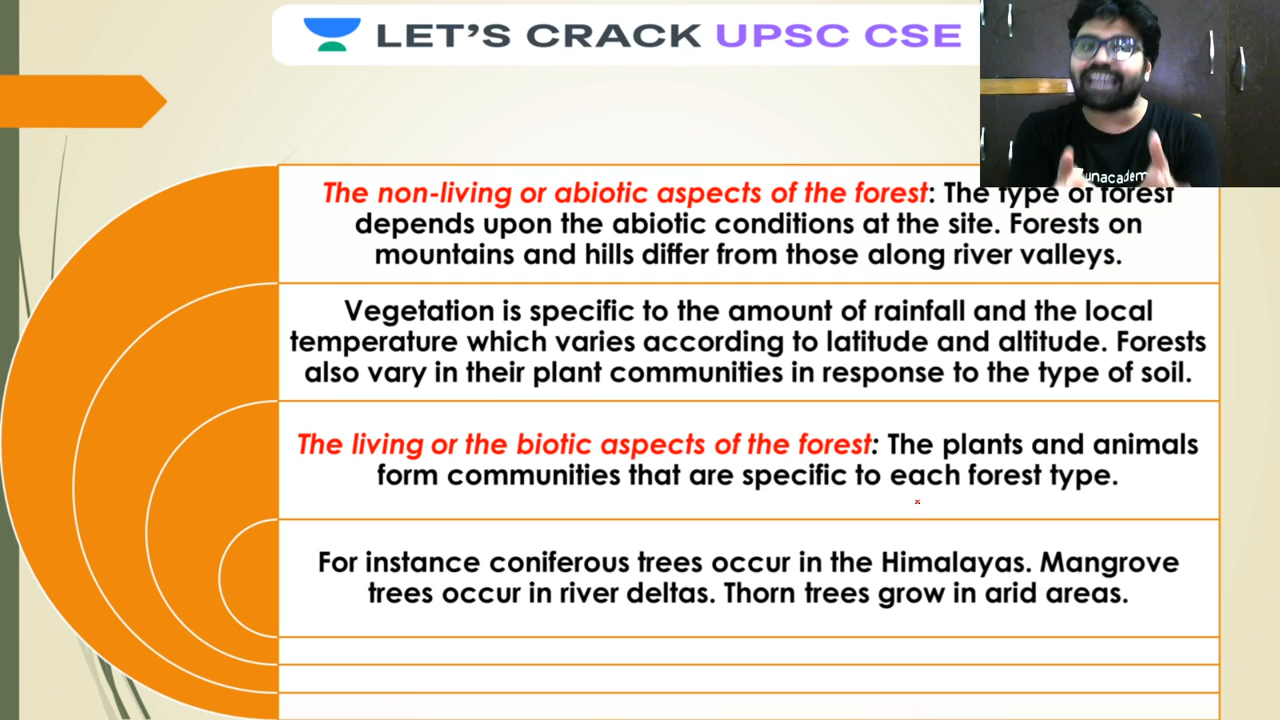 LET'S CRACK UPSC CSE
unacadem
The non-living or abiotic aspects of the forest: The type of forest
depends upon the abiotic conditions at the site. Forests on
mountains and hills differ from those along river valleys.
Vegetation is specific to the amount of rainfall and the local
temperature which varies according to latitude and altitude. Forests
also vary in their plant communities in response to the type of soil.
The living or the biotic aspects of the forest: The plants and animals
form communities that are specific to each forest type.
For instance coniferous trees occur in the Himalayas. Mangrove
trees occur in river deltas. Thorn trees grow in arid areas.